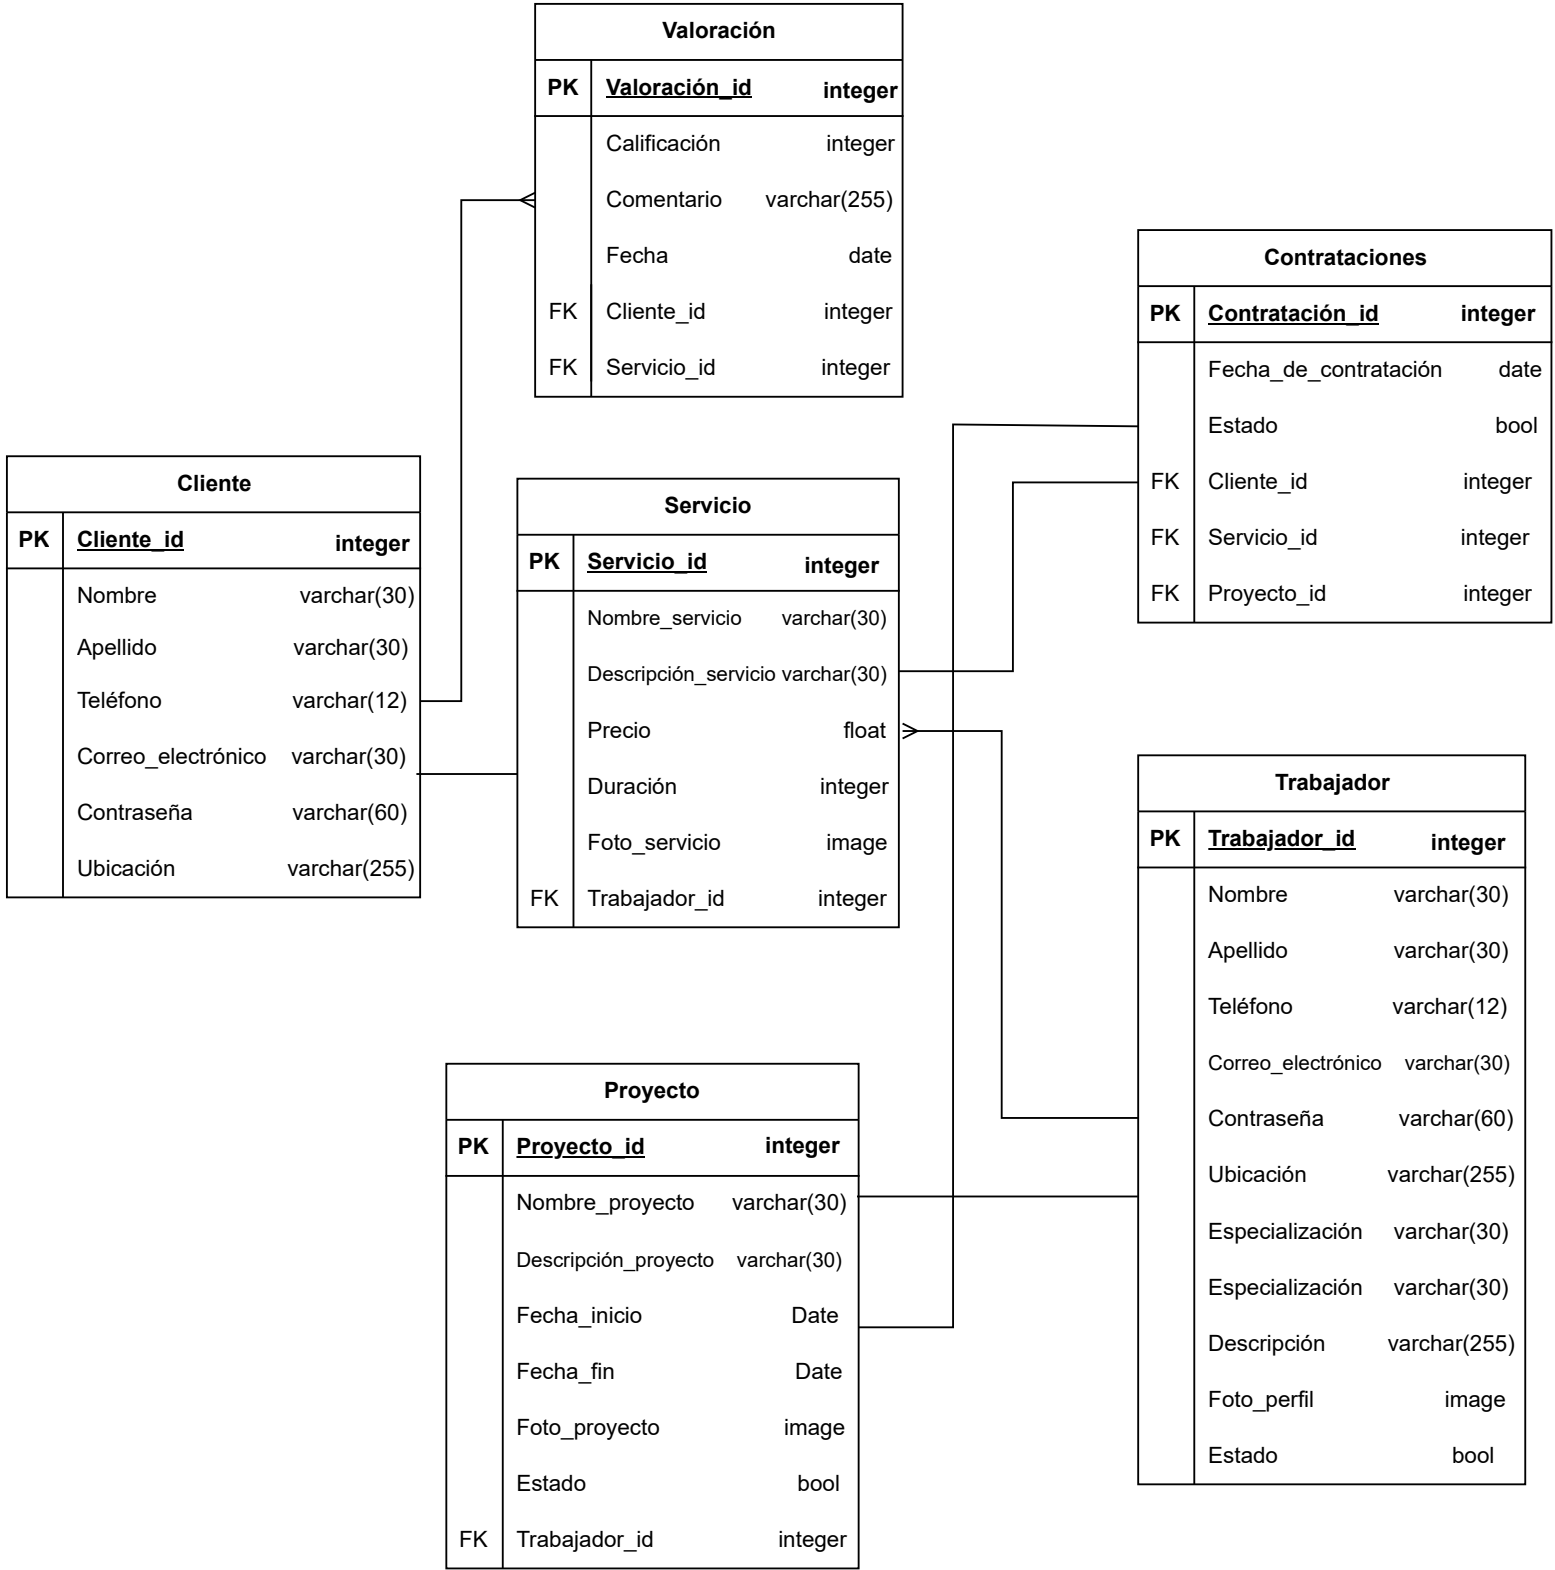 Valoración
PK Valoración_id integer
Calificación integer
Comentario varchar(255)
Fecha date
FK Cliente_id integer
FK Servicio_id integer
Contrataciones
PK Contratación_id integer
Fecha_de_contratación date
Estado bool
FK Cliente_id integer
FK Servicio_id integer
FK Proyecto_id integer
Cliente
PK Cliente_id integer
Nombre varchar(30)
Apellido varchar(30)
Teléfono varchar(12)
Correo_electrónico varchar(30)
Contraseña varchar(60)
Ubicación varchar(255)
Servicio
PK Servicio_id integer
Nombre_servicio varchar(30)
Descripción_servicio varchar(30)
Precio float
Duración integer
Foto_servicio image
FK Trabajador_id integer
Trabajador
PK Trabajador_id integer
Nombre varchar(30)
Apellido varchar(30)
Teléfono varchar(12)
Correo_electrónico varchar(30)
Contraseña varchar(60)
Ubicación varchar(255)
Especialización varchar(30)
Especialización varchar(30)
Descripción varchar(255)
Foto_perfil image
Estado bool
Proyecto
PK Proyecto_id integer
Nombre_proyecto varchar(30)
Descripción_proyecto varchar(30)
Fecha_inicio Date
Fecha_fin Date
Foto_proyecto image
Estado bool
FK Trabajador_id integer